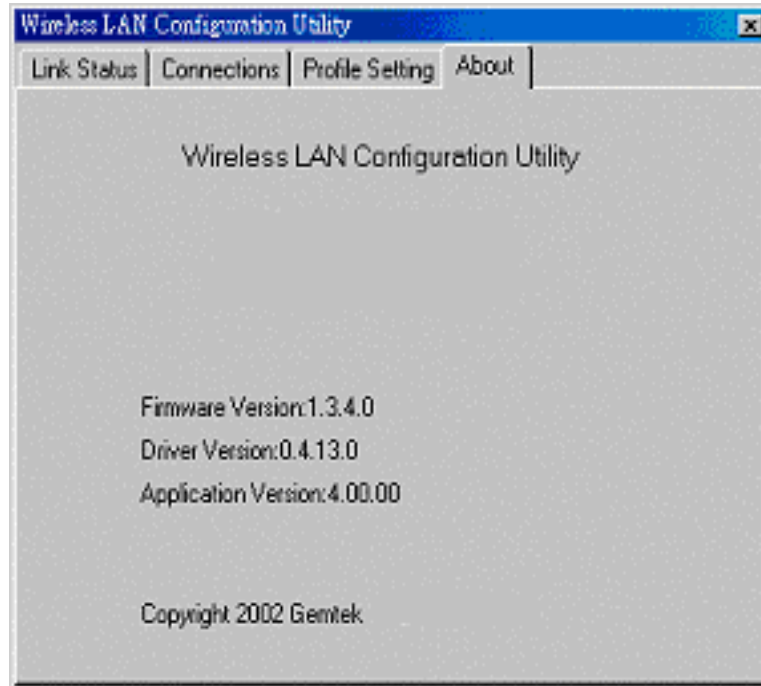 Wireless LAN Configuration Utility
Link Status Connections Profile Setting About
Wireless LAN Configuration Utility
Firmware Version:1.3.4.0
Driver Version:0.4.13.0
Application Version:4.00.00
Copyright 2002 Gemtek